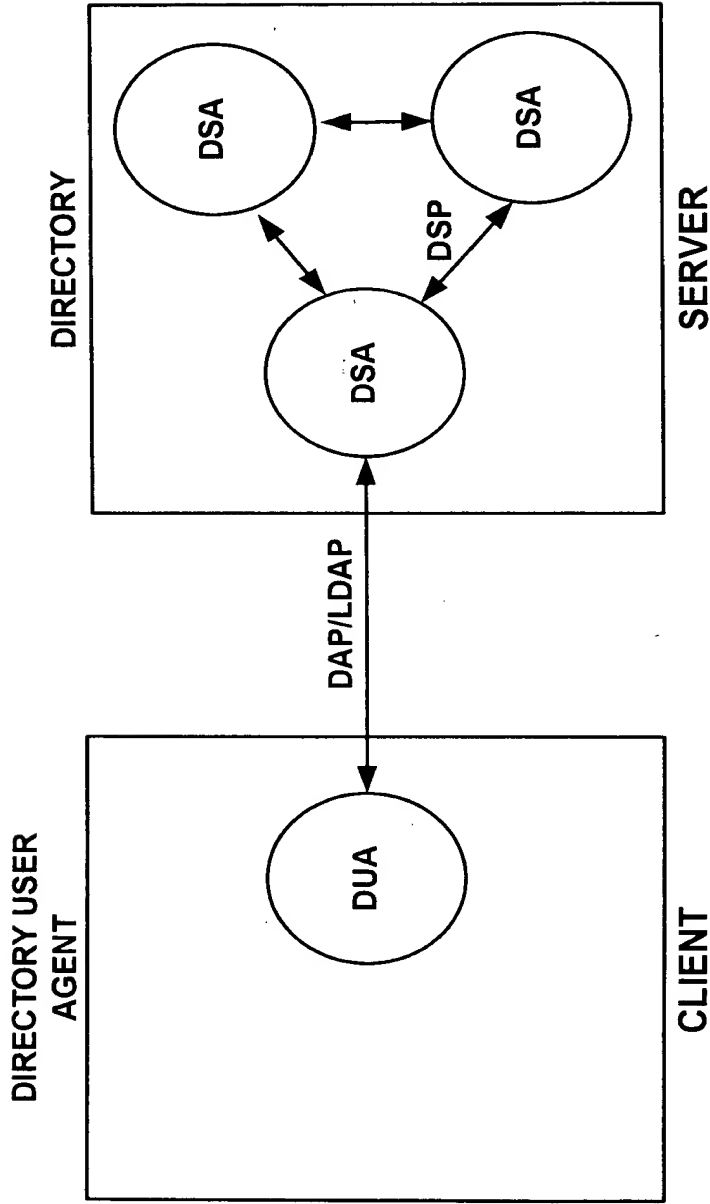 DIRECTORY USER
AGENT
DUA
CLIENT
DAP/LDAP
DIRECTORY
DSA
DSA
DSP
DSA
SERVER